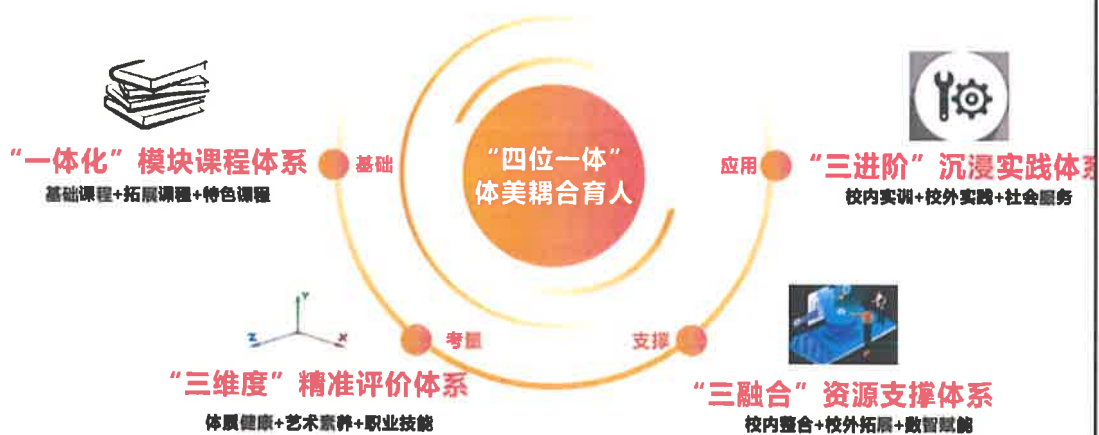 “四位一体”
体美耦合育人
“一体化”模块课程体系
基础
基础课程+拓展课程+特色课程
应用
“三进阶”沉浸实践体系
校内实训+校外实践+社会服务
Y
Z
X
考量
“三维度”精准评价体系
体质健康+艺术素养+职业技能
支撑
“三融合”资源支撑体系
校内整合+校外拓展+数智赋能